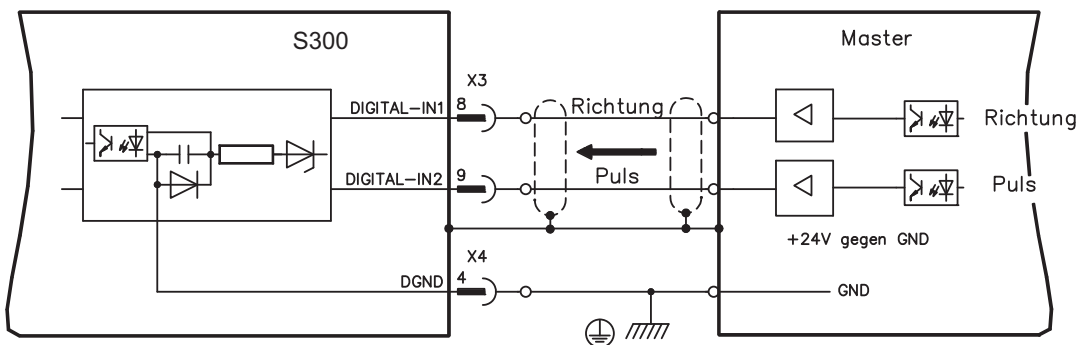 S300
Master
X3
DIGITAL-IN1
8
Richtung
Richtung
DIGITAL-IN2
9
Puls
Puls
+24V gegen GND
X4
DGND
4
GND